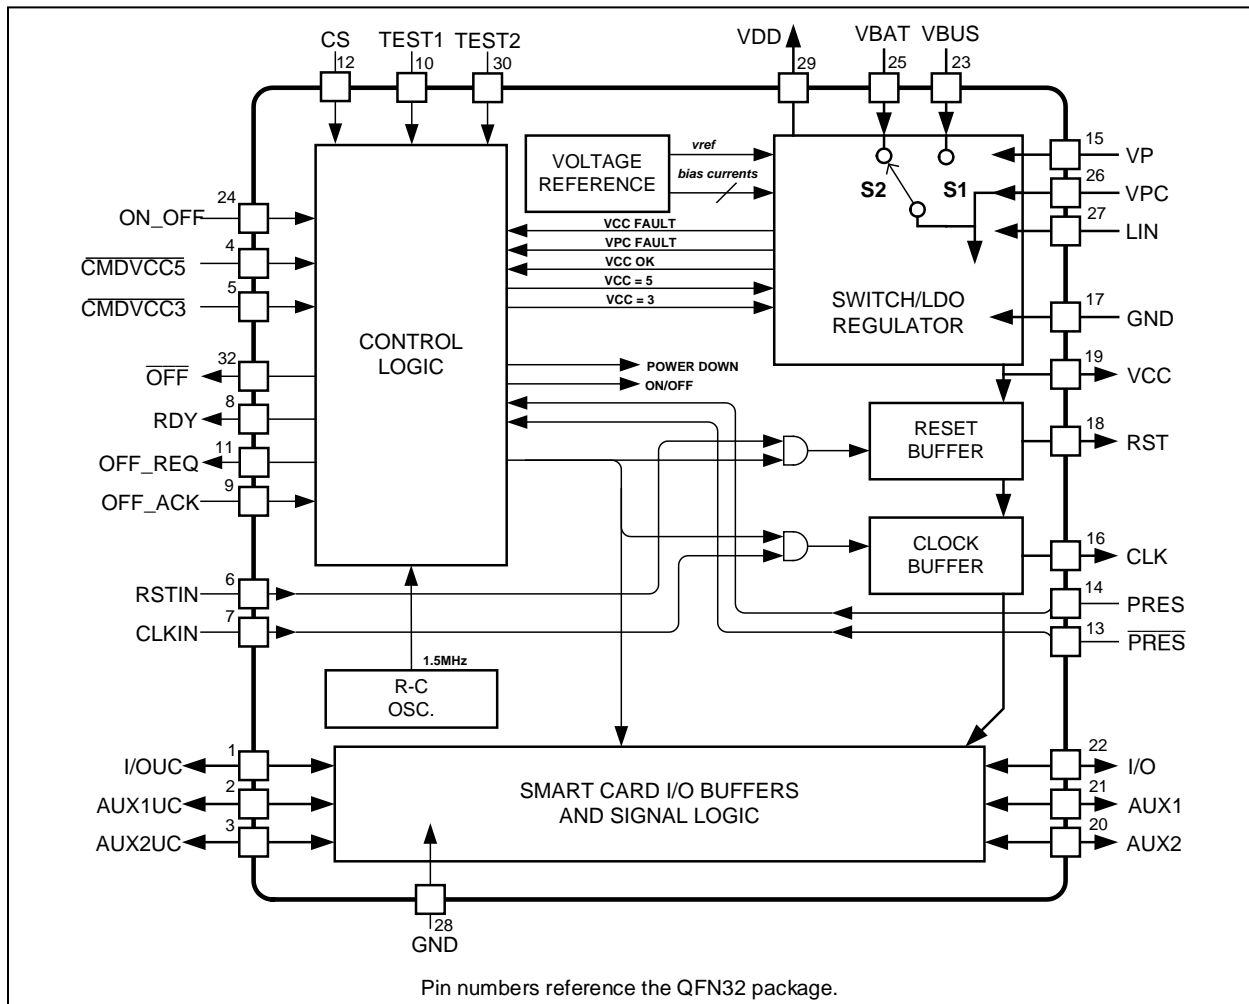 CS
TEST1
TEST2
VDD
VBAT
VBUS
12
10
30
29
25
23
VOLTAGE
REFERENCE
vref
bias currents
S2
S1
15
VP
26
VPC
27
LIN
24
ON_OFF
4
CMDVCC5
5
CMDVCC3
VCC FAULT
VPC FAULT
VCC OK
VCC = 5
VCC = 3
SWITCH/LDO
REGULATOR
17
GND
CONTROL
LOGIC
32
OFF
8
RDY
11
OFF_REQ
9
OFF_ACK
POWER DOWN
ON/OFF
19
VCC
RESET
BUFFER
18
RST
CLOCK
BUFFER
16
CLK
6
RSTIN
7
CLKIN
14
PRES
13
PRES
1.5MHz
R-C
OSC.
1
I/OUC
2
AUX1UC
3
AUX2UC
SMART CARD I/O BUFFERS
AND SIGNAL LOGIC
22
I/O
21
AUX1
20
AUX2
28
GND
Pin numbers reference the QFN32 package.